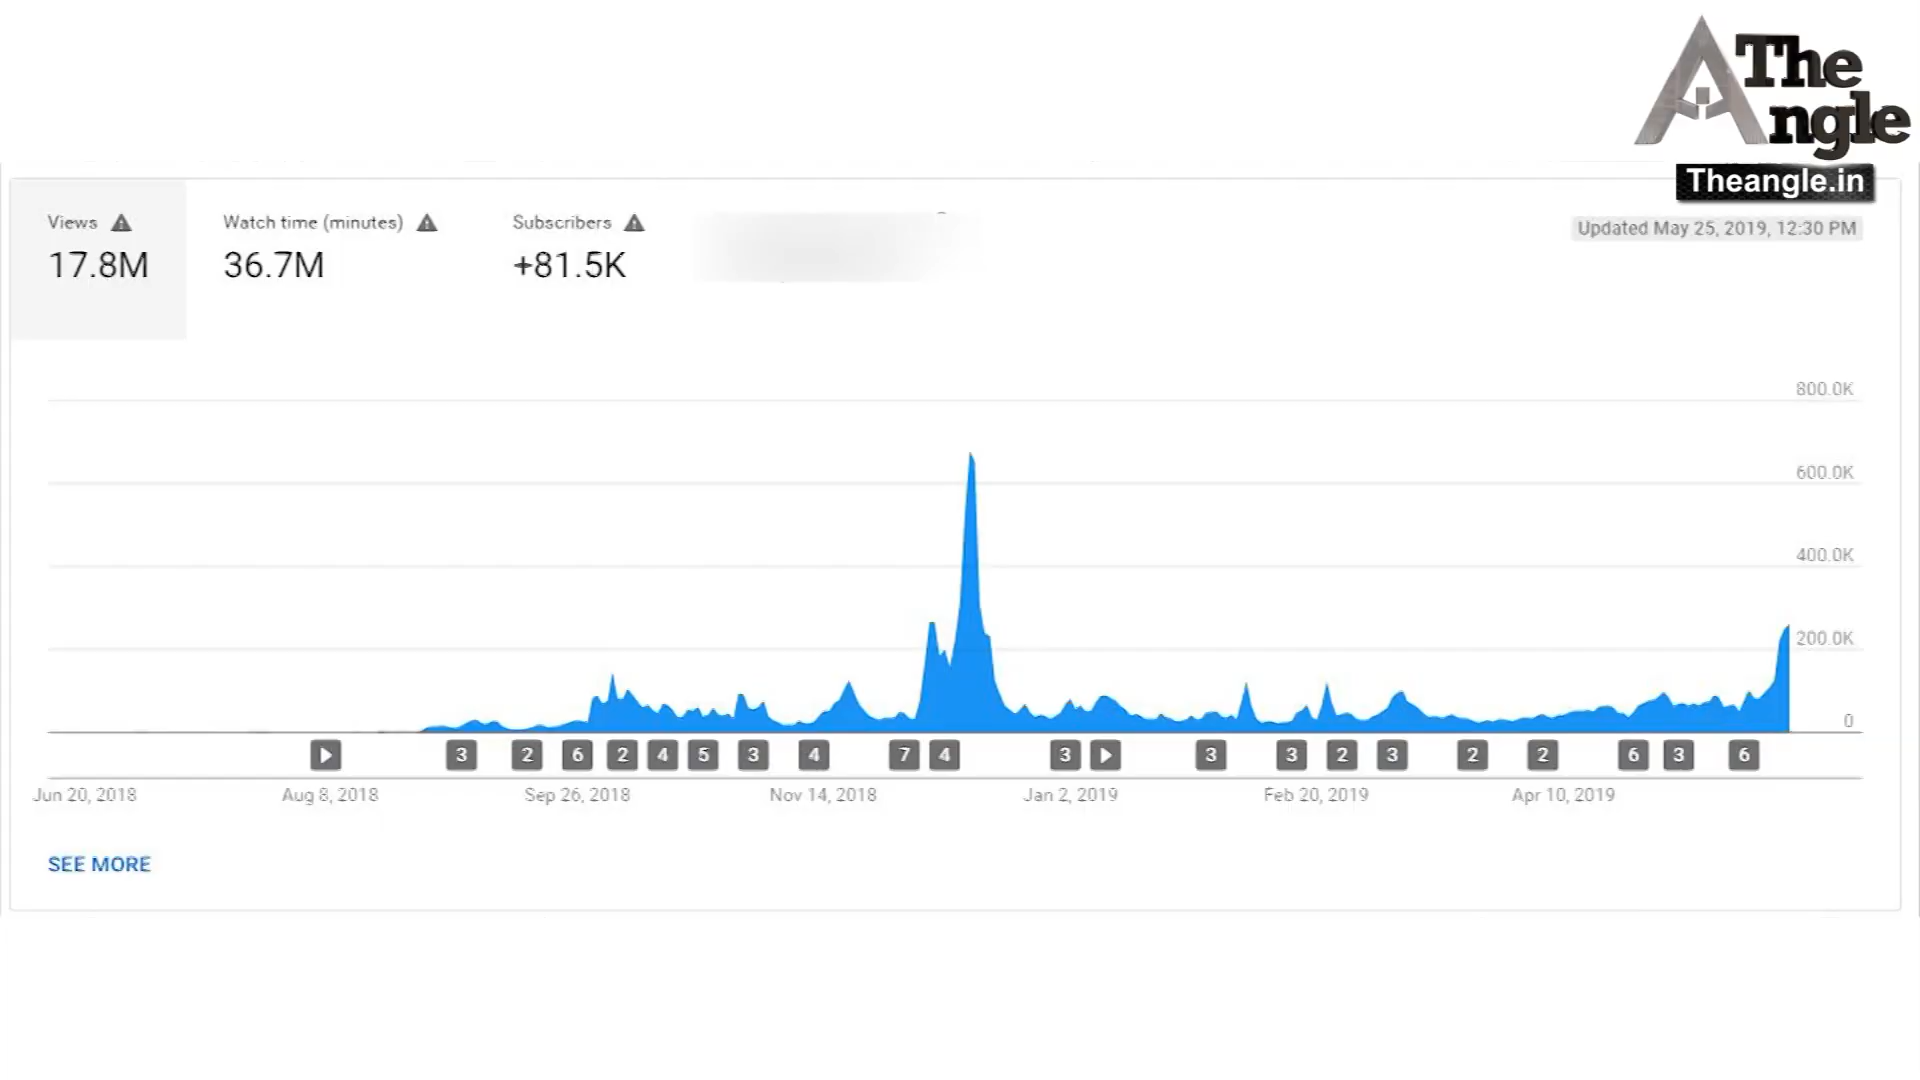 The
Angle
Theangle.in
Views
17.8M
Watch time (minutes)
36.7M
Subscribers
+81.5K
Updated May 25, 2019, 12:30 PM
800.0K
600.0K
400.0K
200.0K
0
3 2 6 2 4 5 3 4 7 4 3 3 3 2 3 2 2 6 3 6
Jun 20, 2018 Aug 8, 2018 Sep 26, 2018 Nov 14, 2018 Jan 2, 2019 Feb 20, 2019 Apr 10, 2019
SEE MORE